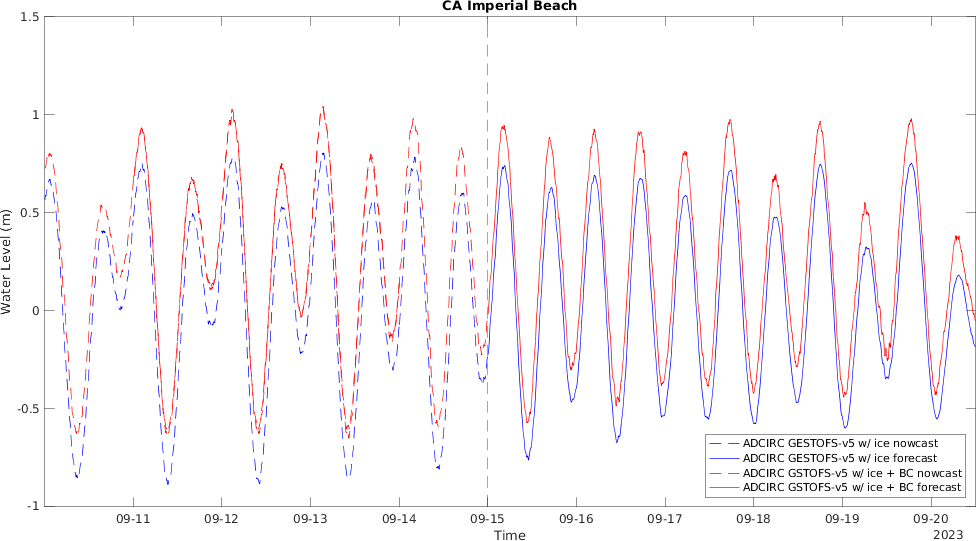 CA Imperial Beach
1.5
1
0.5
0
-0.5
-1
Water Level (m)
09-11
09-12
09-13
09-14
09-15
09-16
09-17
09-18
09-19
09-20
2023
Time
ADCIRC GESTOFS-v5 w/ ice nowcast
ADCIRC GESTOFS-v5 w/ ice forecast
ADCIRC GSTOFS-v5 w/ ice + BC nowcast
ADCIRC GSTOFS-v5 w/ ice + BC forecast